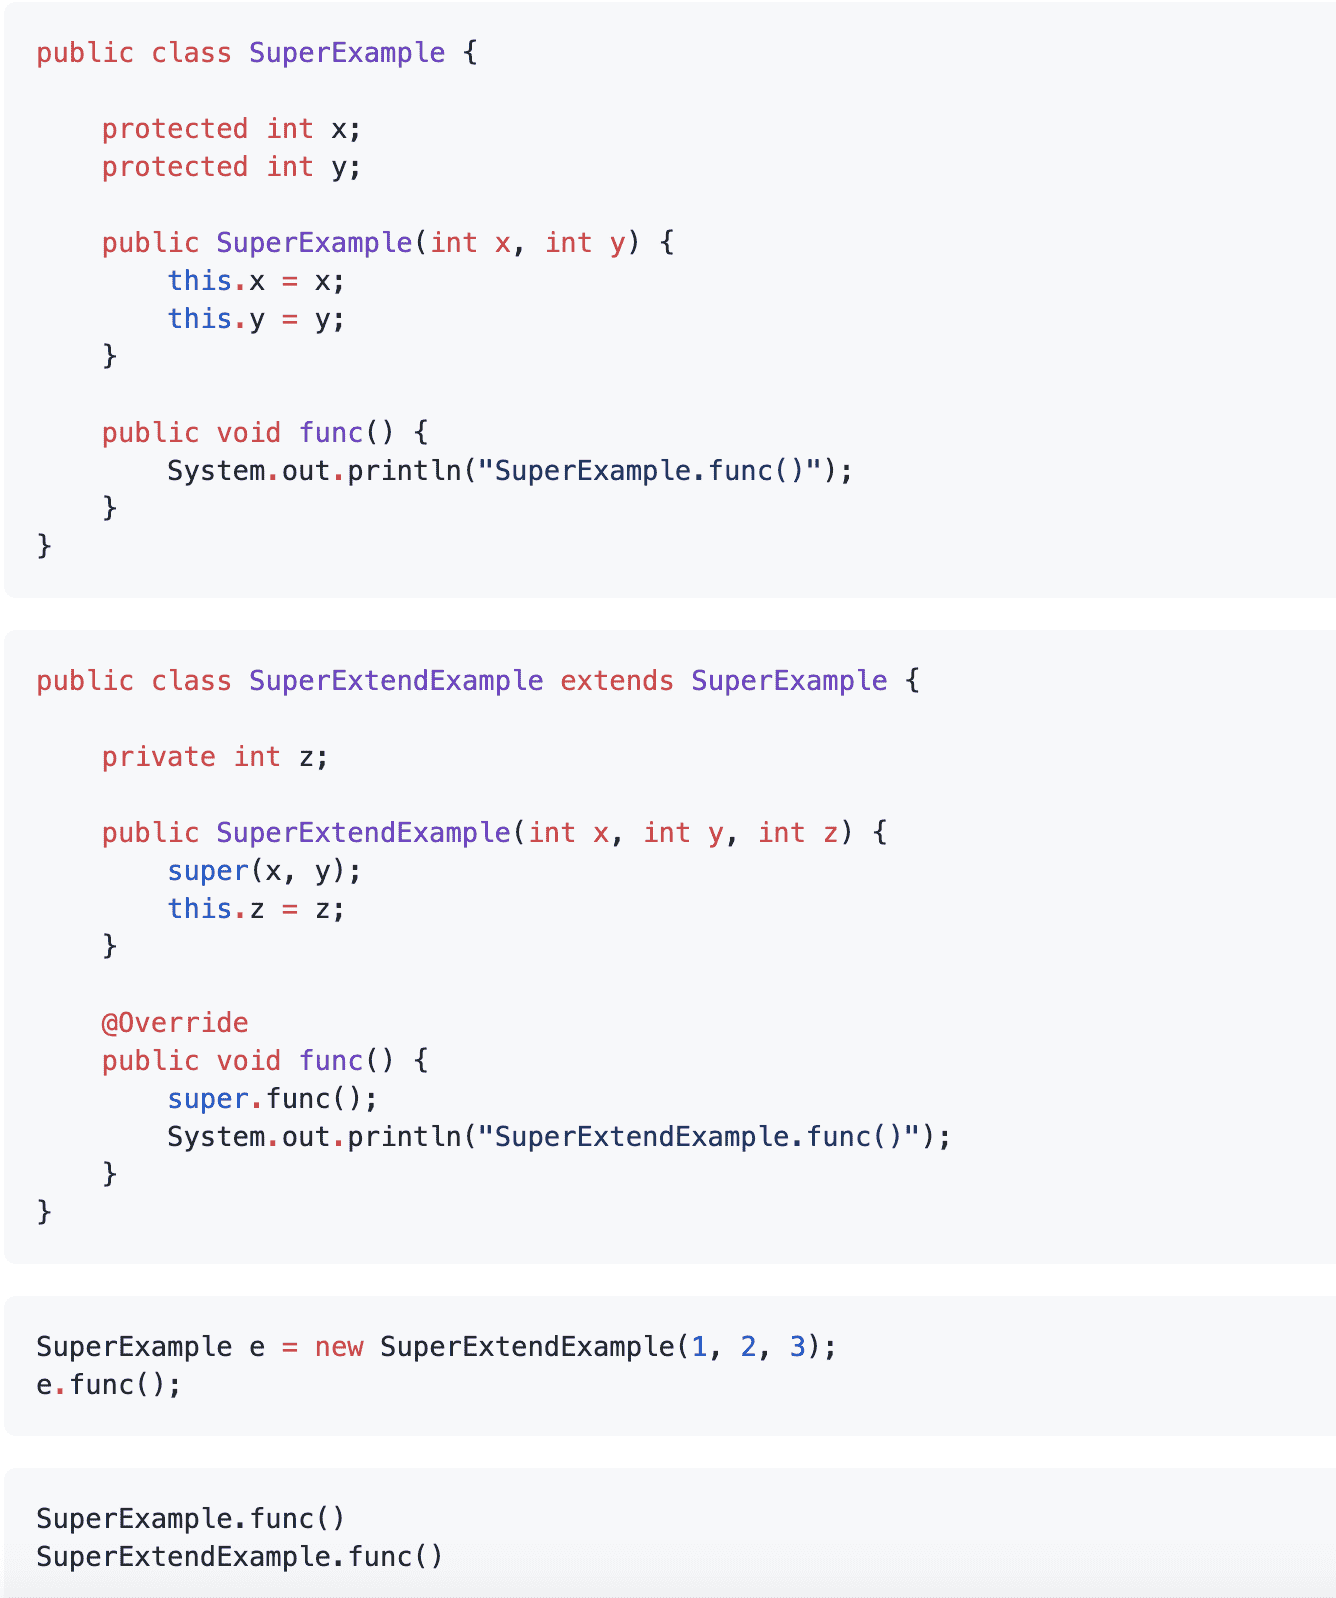 public class SuperExample {
protected int x;
protected int y;
public SuperExample(int x, int y) {
this.x = x;
this.y = y;
}
public void func() {
System.out.println("SuperExample.func()");
}
}
public class SuperExtendExample extends SuperExample {
private int z;
public SuperExtendExample(int x, int y, int z) {
super(x, y);
this.z = z;
}
@Override
public void func() {
super.func();
System.out.println("SuperExtendExample.func()");
}
}
SuperExample e = new SuperExtendExample(1, 2, 3);
e.func();
SuperExample.func()
SuperExtendExample.func()